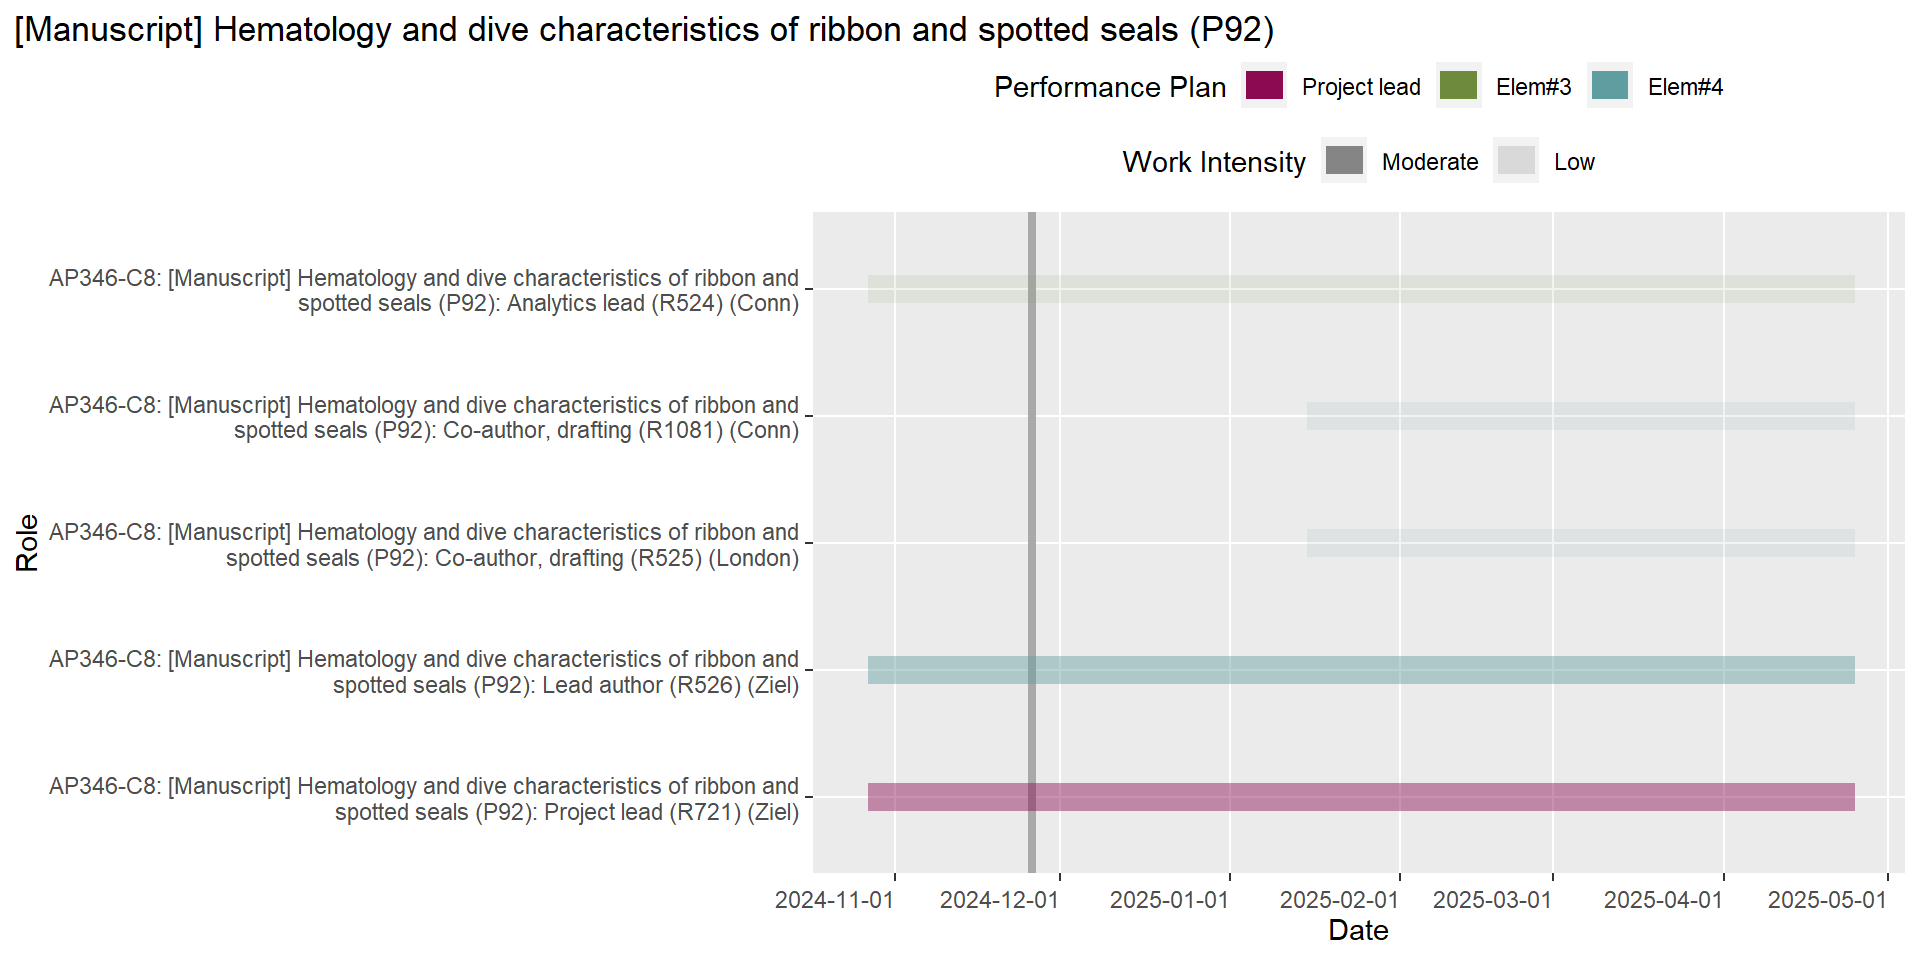 [Manuscript] Hematology and dive characteristics of ribbon and spotted seals (P92)
Performance Plan Project lead Elem#3 Elem#4
Work Intensity Moderate Low
AP346-C8: [Manuscript] Hematology and dive characteristics of ribbon and
spotted seals (P92): Analytics lead (R524) (Conn)
AP346-C8: [Manuscript] Hematology and dive characteristics of ribbon and
spotted seals (P92): Co-author, drafting (R1081) (Conn)
AP346-C8: [Manuscript] Hematology and dive characteristics of ribbon and
spotted seals (P92): Co-author, drafting (R525) (London)
AP346-C8: [Manuscript] Hematology and dive characteristics of ribbon and
spotted seals (P92): Lead author (R526) (Ziel)
AP346-C8: [Manuscript] Hematology and dive characteristics of ribbon and
spotted seals (P92): Project lead (R721) (Ziel)
Role
2024-11-01 2024-12-01 2025-01-01 2025-02-01 2025-03-01 2025-04-01 2025-05-01
Date